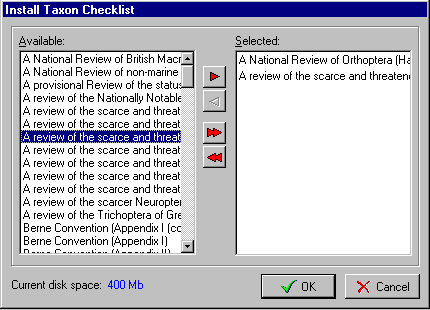 Install Taxon Checklist
Available:
A National Review of British Macr
A National Review of non-marine
A provisional Review of the status
A review of the Nationally Notable
A review of the scarce and threat
A review of the scarce and threat
A review of the scarce and threat
A review of the scarce and threat
A review of the scarce and threat
A review of the scarce and threat
A review of the scarce and threat
A review of the scarcer Neuropter
A review of the Trichoptera of Gre
Berne Convention (Appendix I (co
Berne Convention (Appendix I)
Berne Convention (Appendix II)
Selected:
A National Review of Orthoptera (Ha
A review of the scarce and threatene
Current disk space: 400 Mb
OK
Cancel